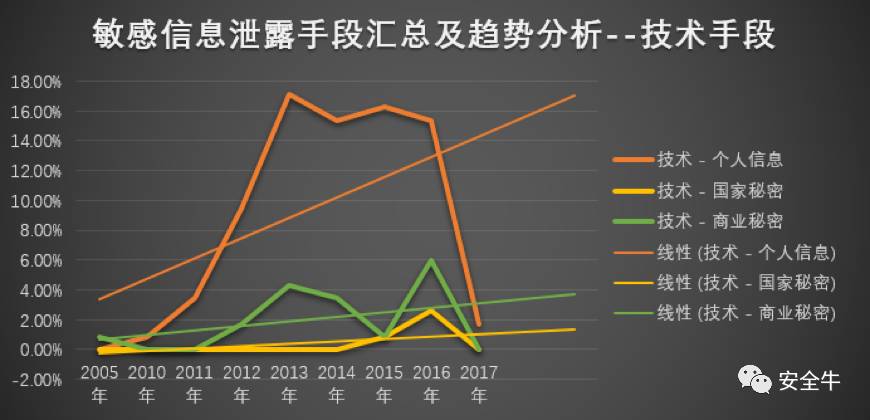 敏感信息泄露手段汇总及趋势分析--技术手段
18.00%
16.00%
14.00%
12.00%
10.00%
8.00%
6.00%
4.00%
2.00%
0.00%
-2.00%
2005年
2010年
2011年
2012年
2013年
2014年
2015年
2016年
2017年
技术 - 个人信息
技术 - 国家秘密
技术 - 商业秘密
线性 (技术 - 个人信息)
线性 (技术 - 国家秘密)
线性 (技术 - 商业秘密)
安全牛